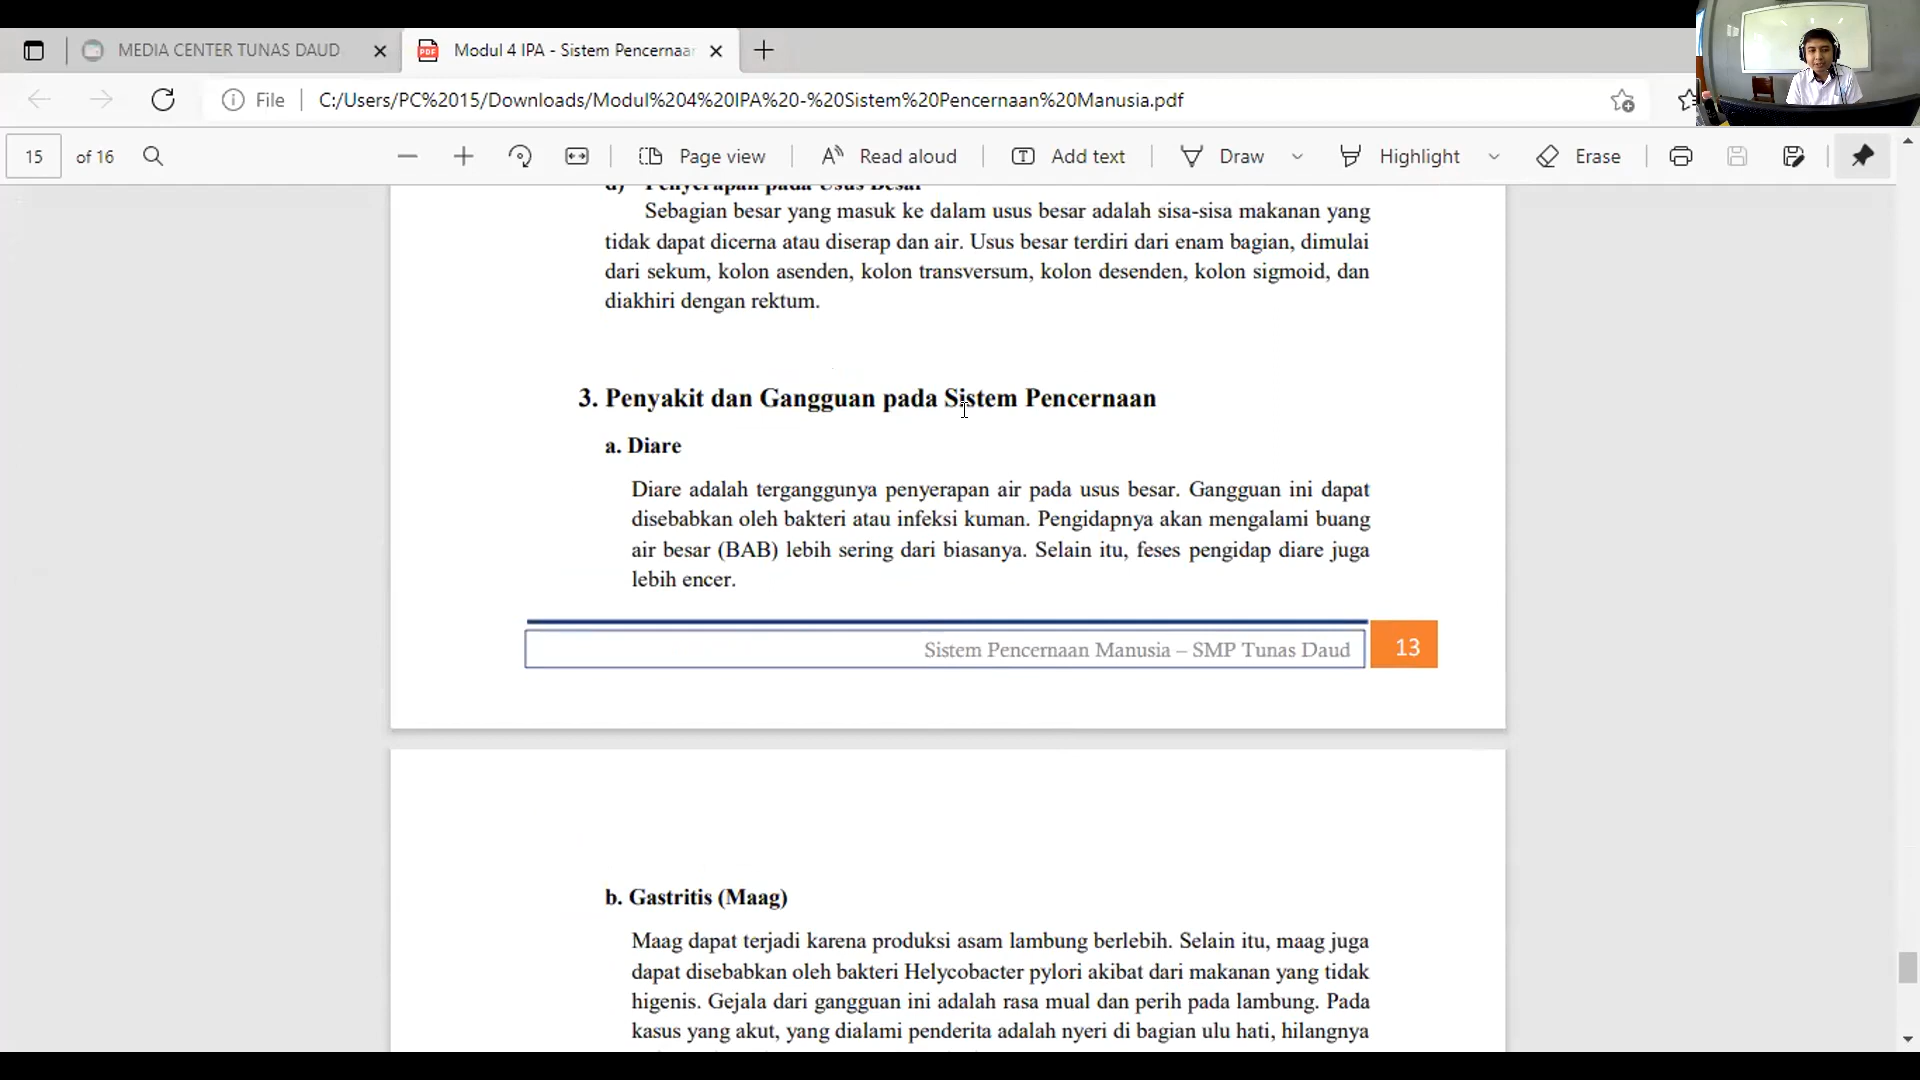 MEDIA CENTER TUNAS DAUD
Modul 4 IPA - Sistem Pencernaan
File
C:/Users/PC%2015/Downloads/Modul%204%20IPA%20-%20Sistem%20Pencernaan%20Manusia.pdf
15 of 16
Page view
Read aloud
Add text
Draw
Highlight
Erase
d) Penyerapan pada Usus Besar
Sebagian besar yang masuk ke dalam usus besar adalah sisa-sisa makanan yang
tidak dapat dicerna atau diserap dan air. Usus besar terdiri dari enam bagian, dimulai
dari sekum, kolon asenden, kolon transversum, kolon desenden, kolon sigmoid, dan
diakhiri dengan rektum.
3. Penyakit dan Gangguan pada Sistem Pencernaan
a. Diare
Diare adalah terganggunya penyerapan air pada usus besar. Gangguan ini dapat
disebabkan oleh bakteri atau infeksi kuman. Pengidapnya akan mengalami buang
air besar (BAB) lebih sering dari biasanya. Selain itu, feses pengidap diare juga
lebih encer.
Sistem Pencernaan Manusia – SMP Tunas Daud
13
b. Gastritis (Maag)
Maag dapat terjadi karena produksi asam lambung berlebih. Selain itu, maag juga
dapat disebabkan oleh bakteri Helycobacter pylori akibat dari makanan yang tidak
higenis. Gejala dari gangguan ini adalah rasa mual dan perih pada lambung. Pada
kasus yang akut, yang dialami penderita adalah nyeri di bagian ulu hati, hilangnya